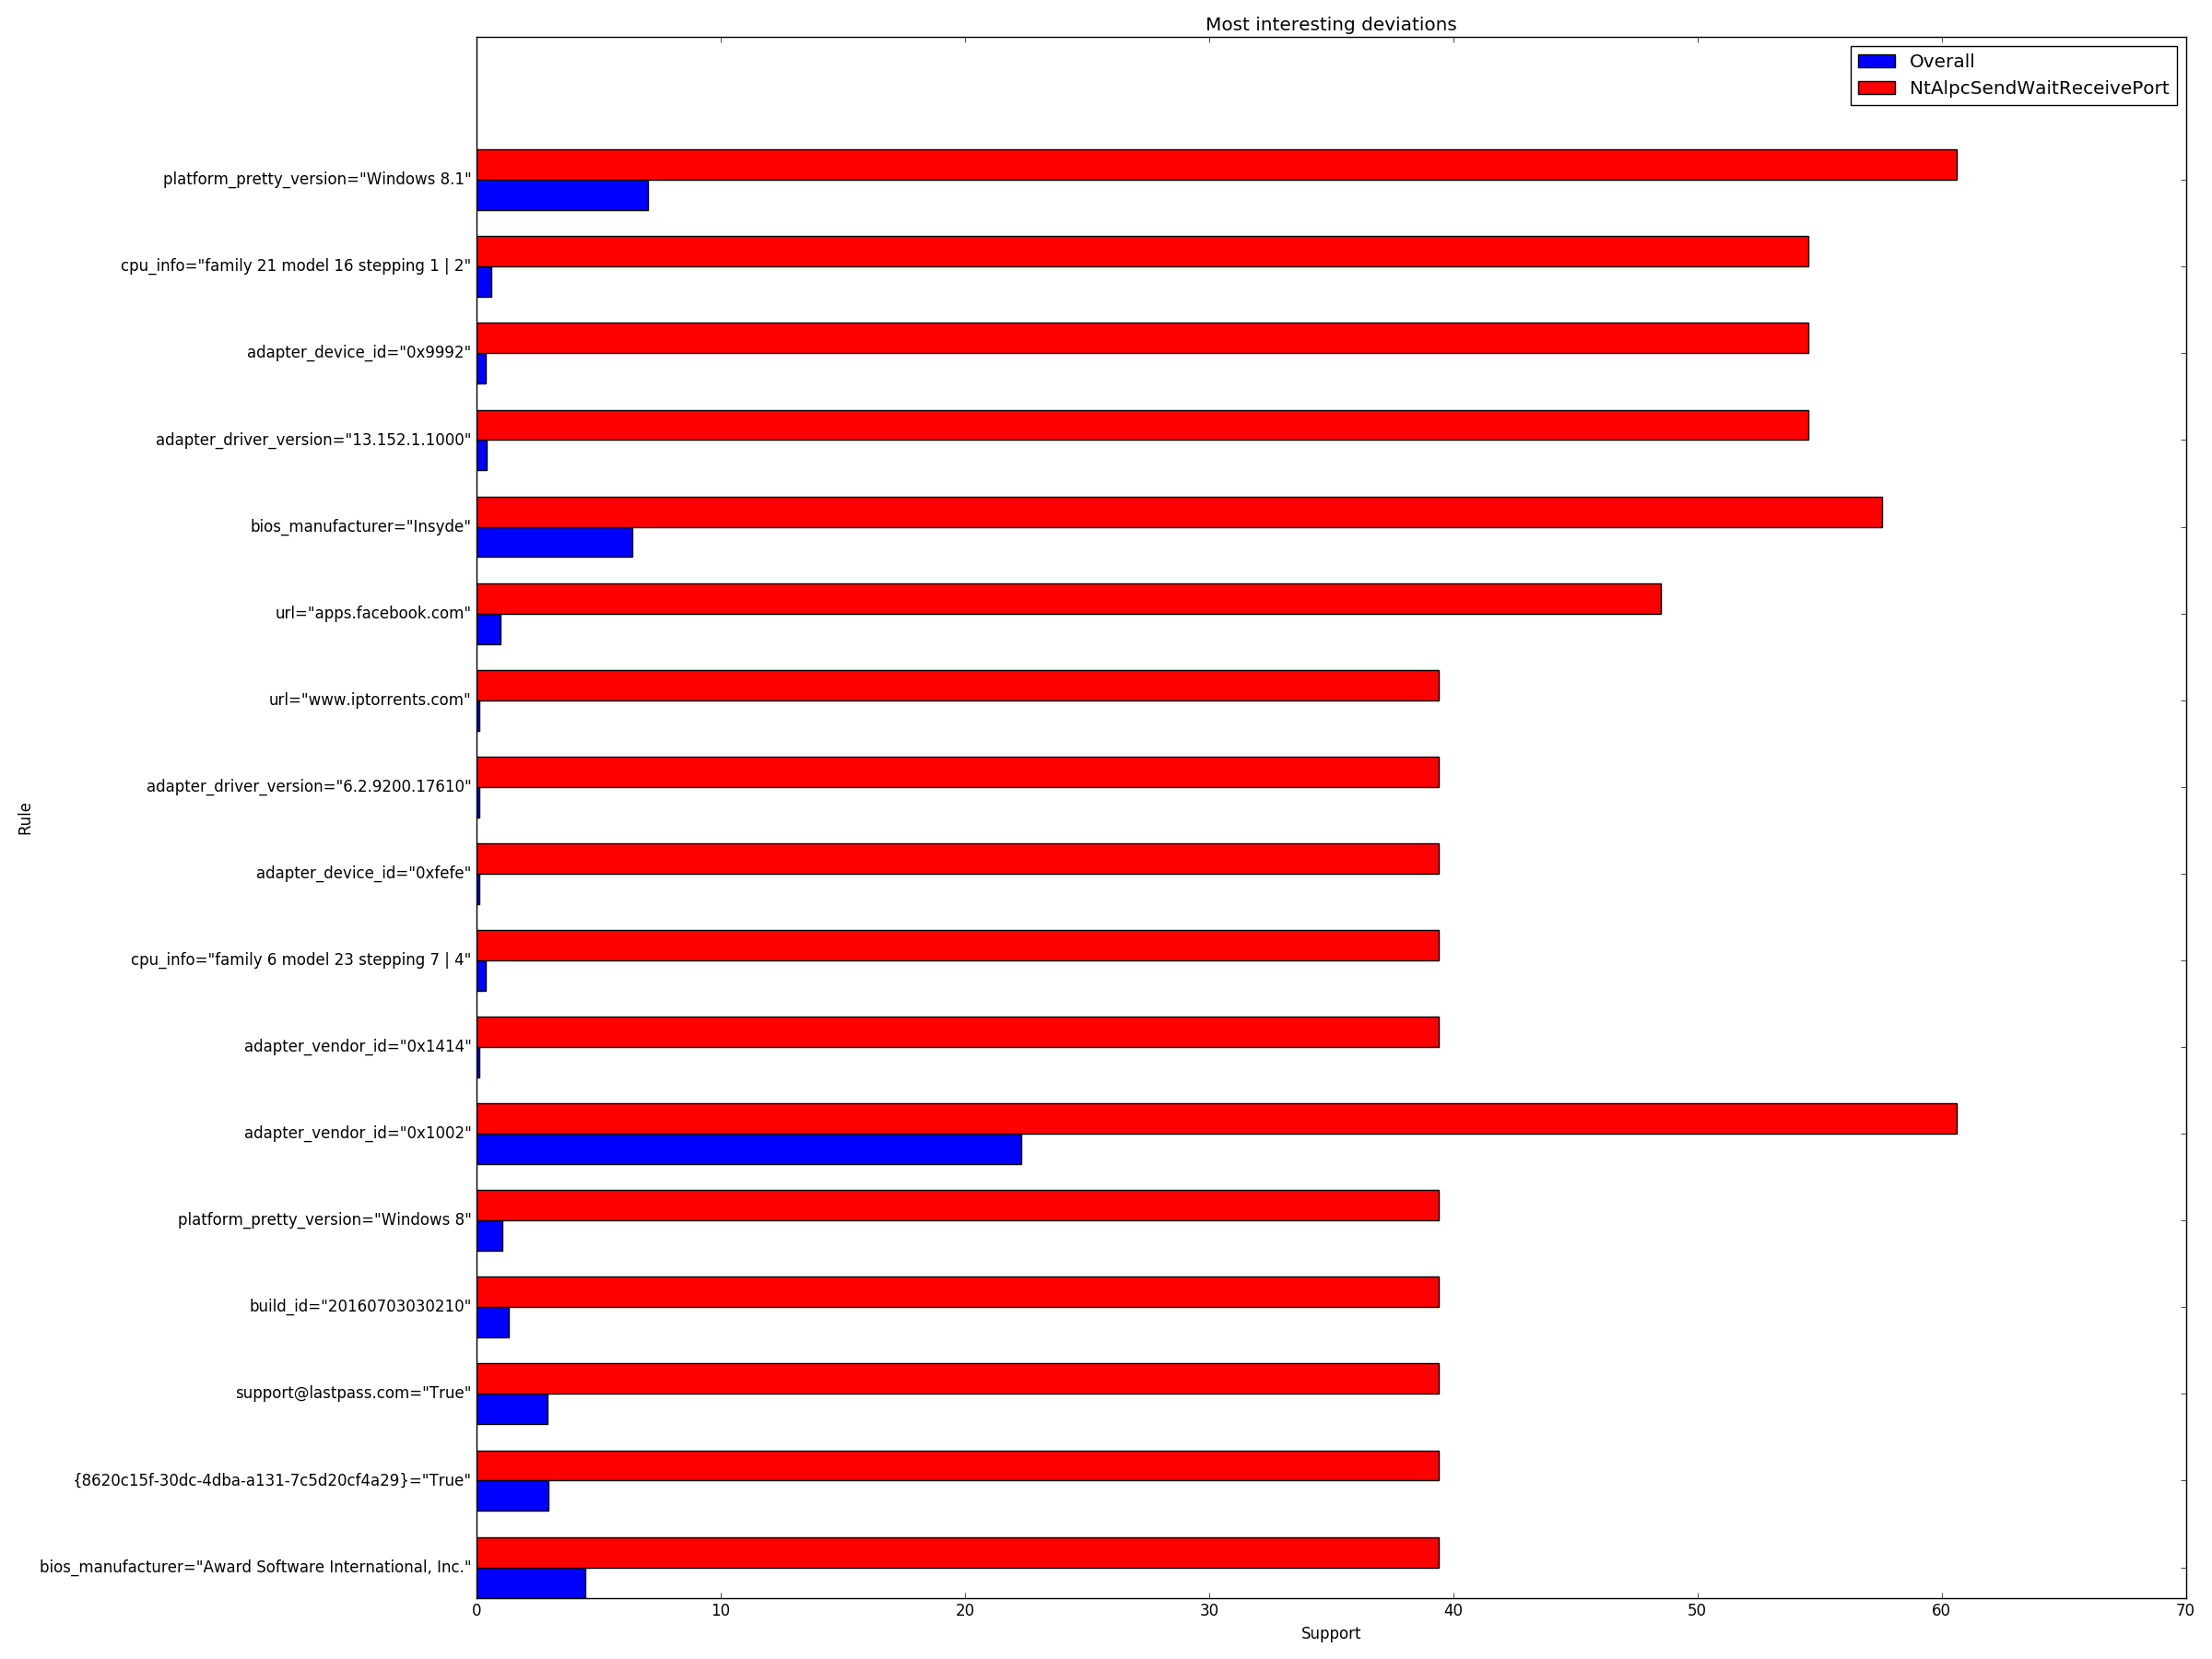 Most interesting deviations
Overall
NtAlpcSendWaitReceivePort
platform_pretty_version="Windows 8.1"
cpu_info="family 21 model 16 stepping 1 | 2"
adapter_device_id="0x9992"
adapter_driver_version="13.152.1.1000"
bios_manufacturer="Insyde"
url="apps.facebook.com"
url="www.iptorrents.com"
adapter_driver_version="6.2.9200.17610"
adapter_device_id="0xfefe"
cpu_info="family 6 model 23 stepping 7 | 4"
adapter_vendor_id="0x1414"
adapter_vendor_id="0x1002"
platform_pretty_version="Windows 8"
build_id="20160703030210"
support@lastpass.com="True"
{8620c15f-30dc-4dba-a131-7c5d20cf4a29}="True"
bios_manufacturer="Award Software International, Inc."
Rule
0 10 20 30 40 50 60 70
Support